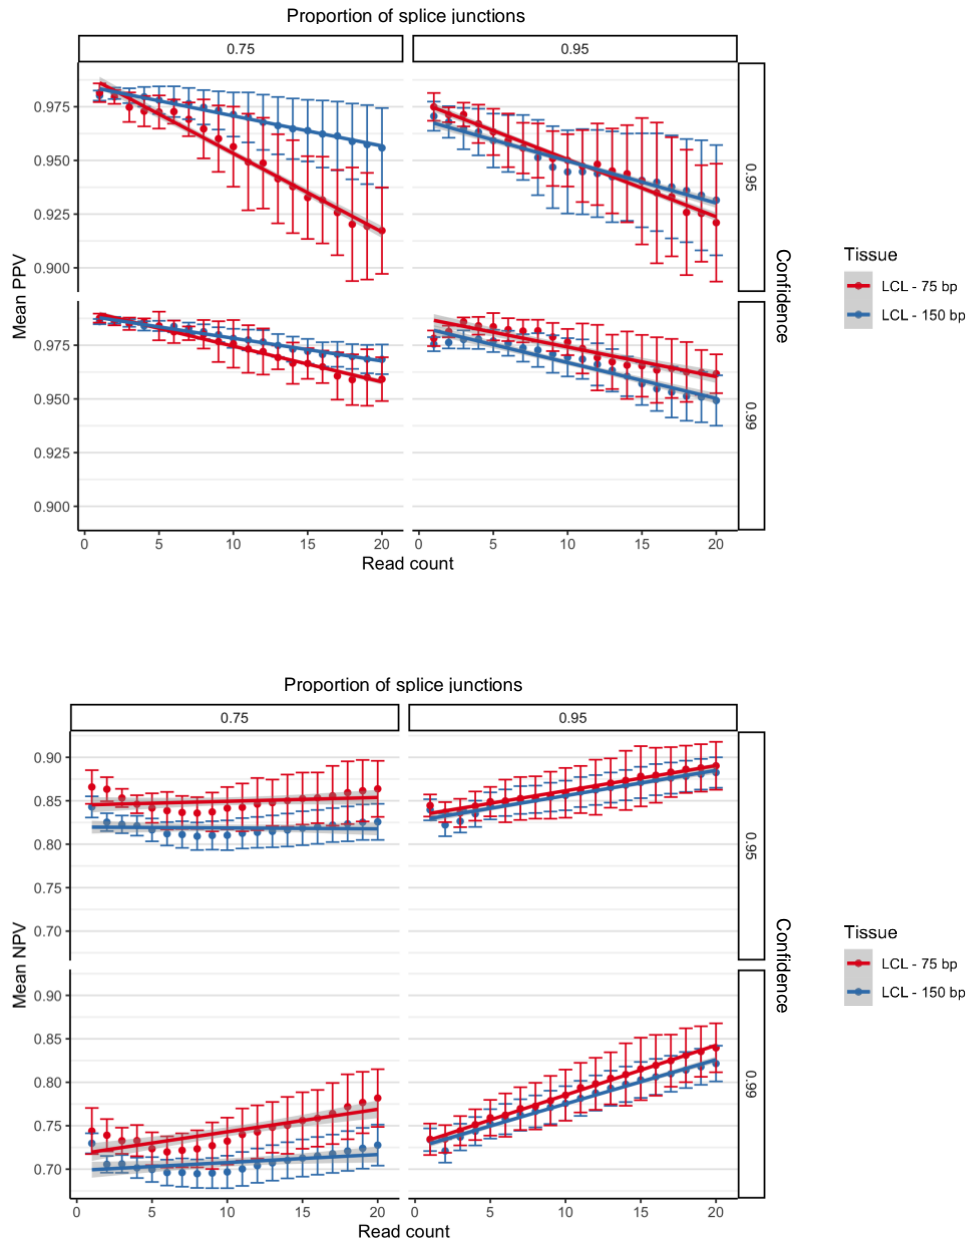 Proportion of splice junctions
0.75 0.95
0.975
0.950
0.925
0.900
0.95
Mean PPV
Confidence
Tissue
LCL - 75 bp
LCL - 150 bp
0.975
0.950
0.925
0.900
0.99
0 5 10 15 20 0 5 10 15 20
Read count
Proportion of splice junctions
0.75 0.95
0.90
0.85
0.80
0.75
0.70
0.95
Mean NPV
Confidence
Tissue
LCL - 75 bp
LCL - 150 bp
0.90
0.85
0.80
0.75
0.70
0.99
0 5 10 15 20 0 5 10 15 20
Read count